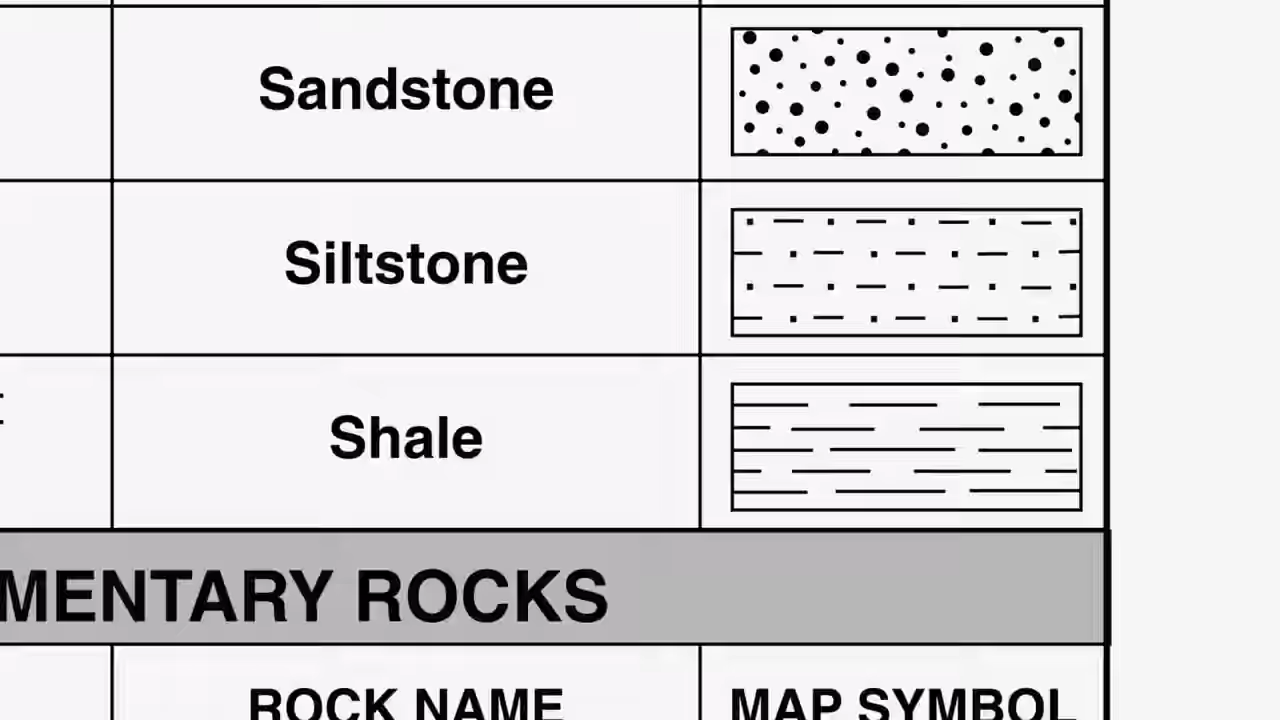 Sandstone
Siltstone
Shale
MENTARY ROCKS
ROCK NAME
MAP SYMBOL